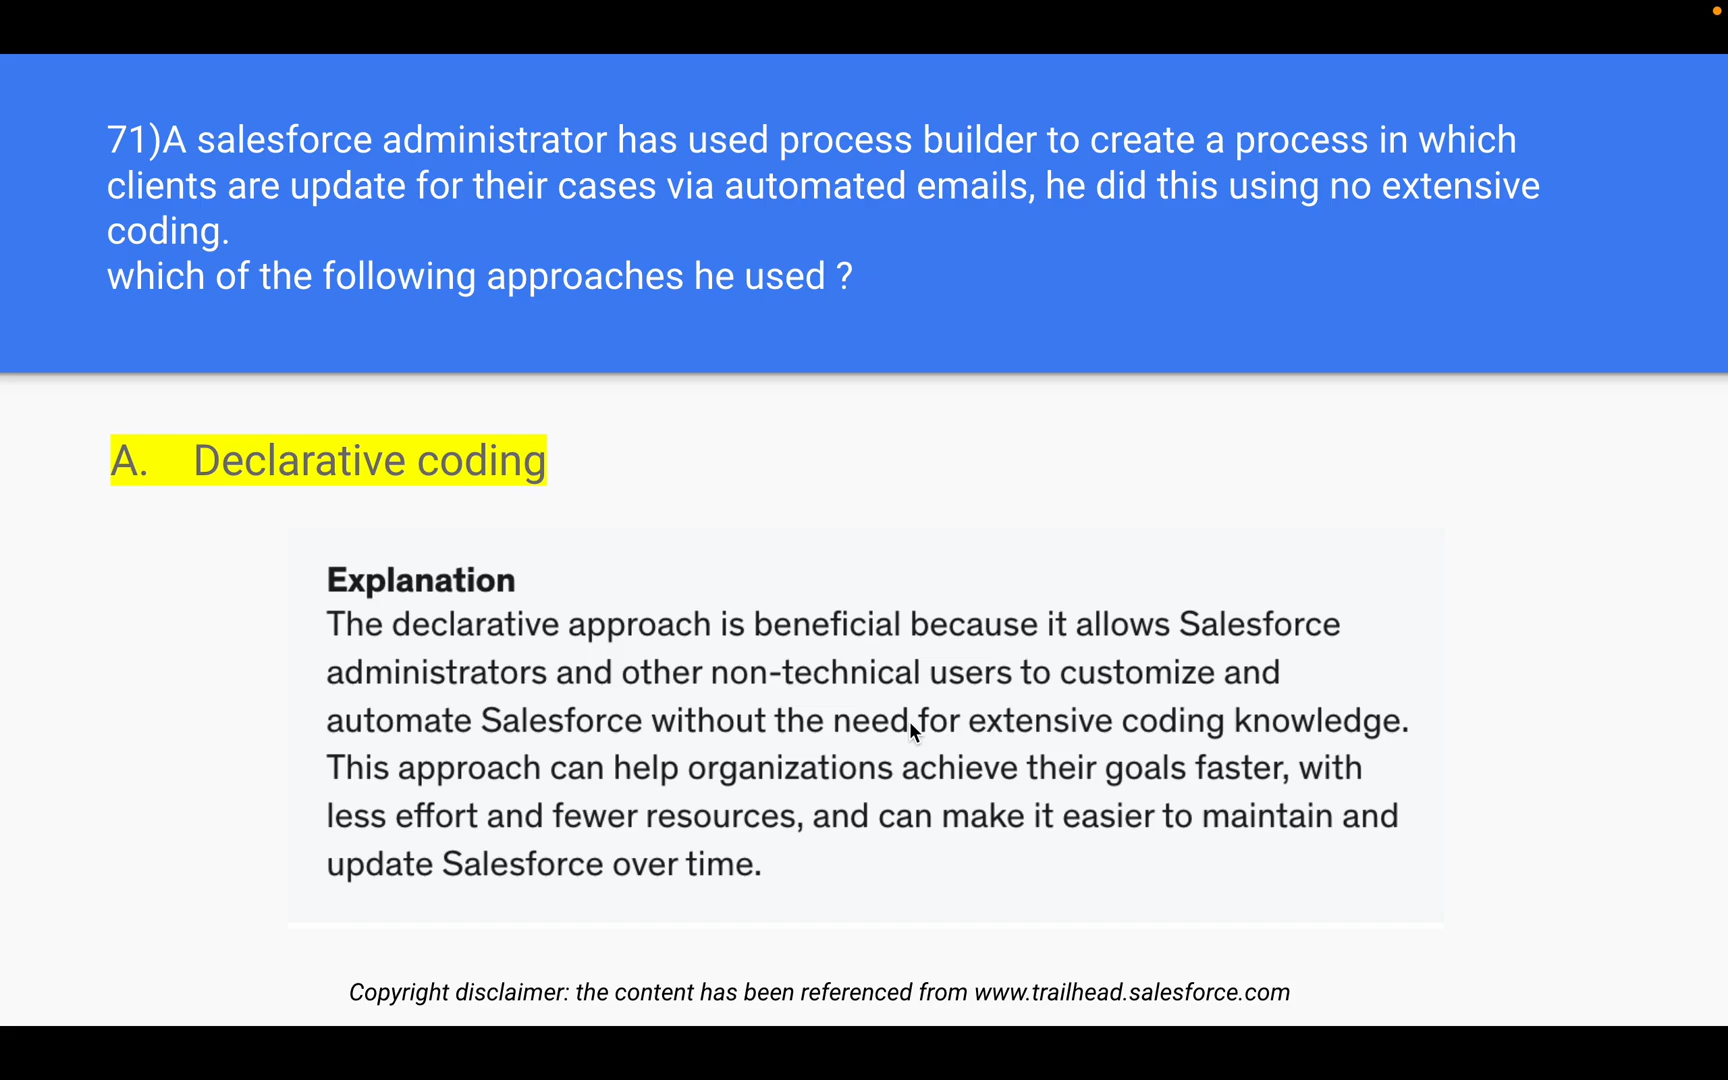 71)A salesforce administrator has used process builder to create a process in which
clients are update for their cases via automated emails, he did this using no extensive
coding.
which of the following approaches he used ?
A. Declarative coding
Explanation
The declarative approach is beneficial because it allows Salesforce
administrators and other non-technical users to customize and
automate Salesforce without the need for extensive coding knowledge.
This approach can help organizations achieve their goals faster, with
less effort and fewer resources, and can make it easier to maintain and
update Salesforce over time.
Copyright disclaimer: the content has been referenced from www.trailhead.salesforce.com